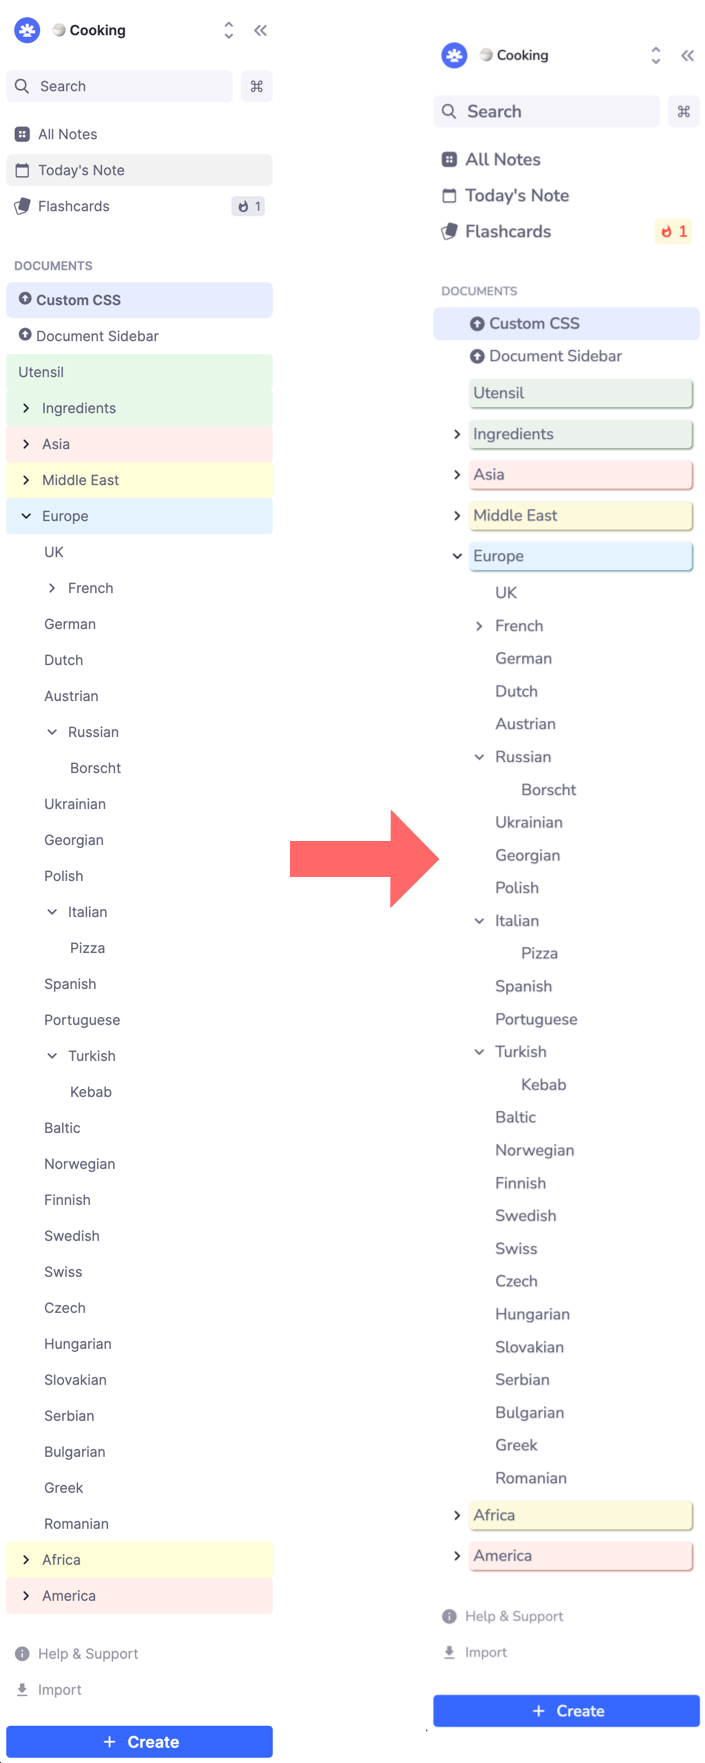 Cooking
Search
⌘
All Notes
Today's Note
Flashcards
1
DOCUMENTS
Custom CSS
Document Sidebar
Utensil
Ingredients
Asia
Middle East
Europe
UK
French
German
Dutch
Austrian
Russian
Borscht
Ukrainian
Georgian
Polish
Italian
Pizza
Spanish
Portuguese
Turkish
Kebab
Baltic
Norwegian
Finnish
Swedish
Swiss
Czech
Hungarian
Slovakian
Serbian
Bulgarian
Greek
Romanian
Africa
America
Help & Support
Import
+ Create
Cooking
Search
⌘
All Notes
Today's Note
Flashcards
1
DOCUMENTS
Custom CSS
Document Sidebar
Utensil
Ingredients
Asia
Middle East
Europe
UK
French
German
Dutch
Austrian
Russian
Borscht
Ukrainian
Georgian
Polish
Italian
Pizza
Spanish
Portuguese
Turkish
Kebab
Baltic
Norwegian
Finnish
Swedish
Swiss
Czech
Hungarian
Slovakian
Serbian
Bulgarian
Greek
Romanian
Africa
America
Help & Support
Import
+ Create